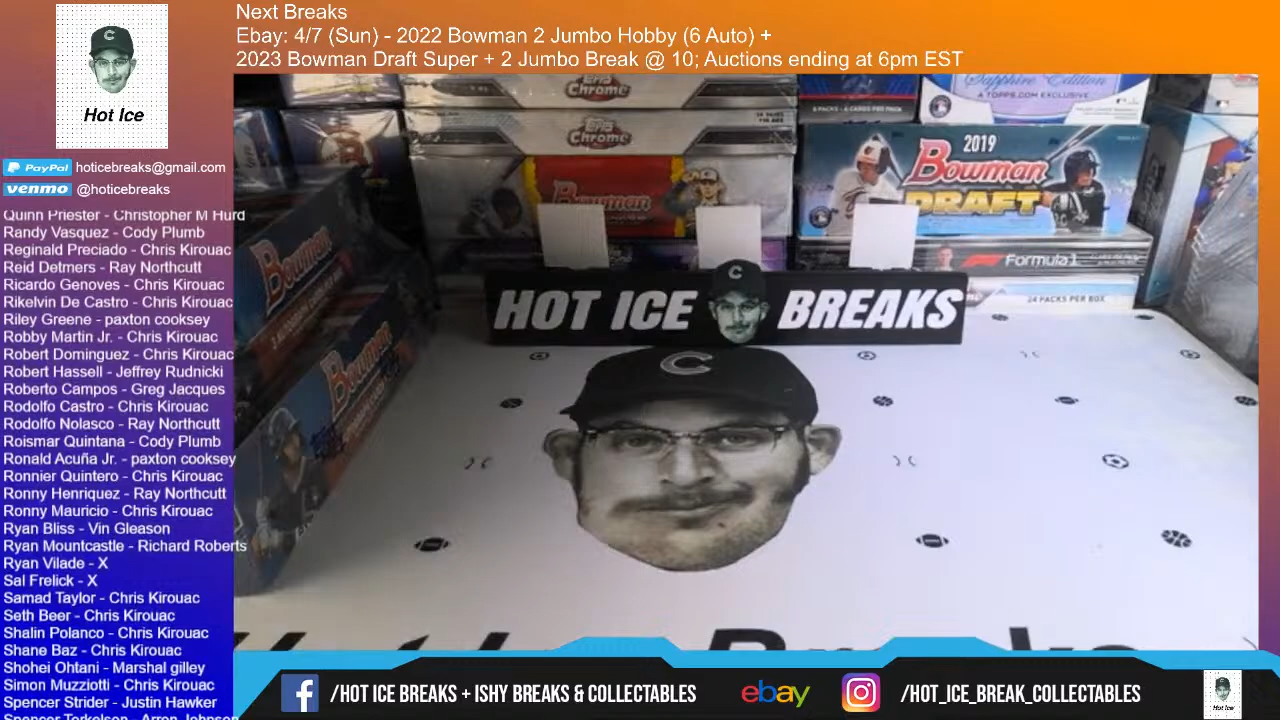 Next Breaks
Ebay: 4/7 (Sun) - 2022 Bowman 2 Jumbo Hobby (6 Auto) +
2023 Bowman Draft Super + 2 Jumbo Break @ 10; Auctions ending at 6pm EST
C
Hot Ice
PayPal hoticebreaks@gmail.com
venmo @hoticebreaks
Quinn Priester - Christopher M Hurd
Randy Vasquez - Cody Plumb
Reginald Preciado - Chris Kirouac
Reid Detmers - Ray Northcutt
Ricardo Genoves - Chris Kirouac
Rikelvin De Castro - Chris Kirouac
Riley Greene - paxton cooksey
Robby Martin Jr. - Chris Kirouac
Robert Dominguez - Chris Kirouac
Robert Hassell - Jeffrey Rudnicki
Roberto Campos - Greg Jacques
Rodolfo Castro - Chris Kirouac
Rodolfo Nolasco - Ray Northcutt
Roismar Quintana - Cody Plumb
Ronald Acuña Jr. - paxton cooksey
Ronnier Quintero - Chris Kirouac
Ronny Henriquez - Ray Northcutt
Ronny Mauricio - Chris Kirouac
Ryan Bliss - Vin Gleason
Ryan Mountcastle - Richard Roberts
Ryan Vilade - X
Sal Frelick - X
Samad Taylor - Chris Kirouac
Seth Beer - Chris Kirouac
Shalin Polanco - Chris Kirouac
Shane Baz - Chris Kirouac
Shohei Ohtani - Marshal gilley
Simon Muzziotti - Chris Kirouac
Spencer Strider - Justin Hawker
Spencer Torkelson - Arron Johnson
Chrome
Chrome
Sapphire Edition
A TOPPS.COM EXCLUSIVE
2019
Bowman
DRAFT
Bowman
Bowman
Bowman
Formula 1
24 PACKS PER BOX
HOT ICE BREAKS
C
C
/HOT ICE BREAKS + ISHY BREAKS & COLLECTABLES
ebay
/HOT_ICE_BREAK_COLLECTABLES
Hot Ice